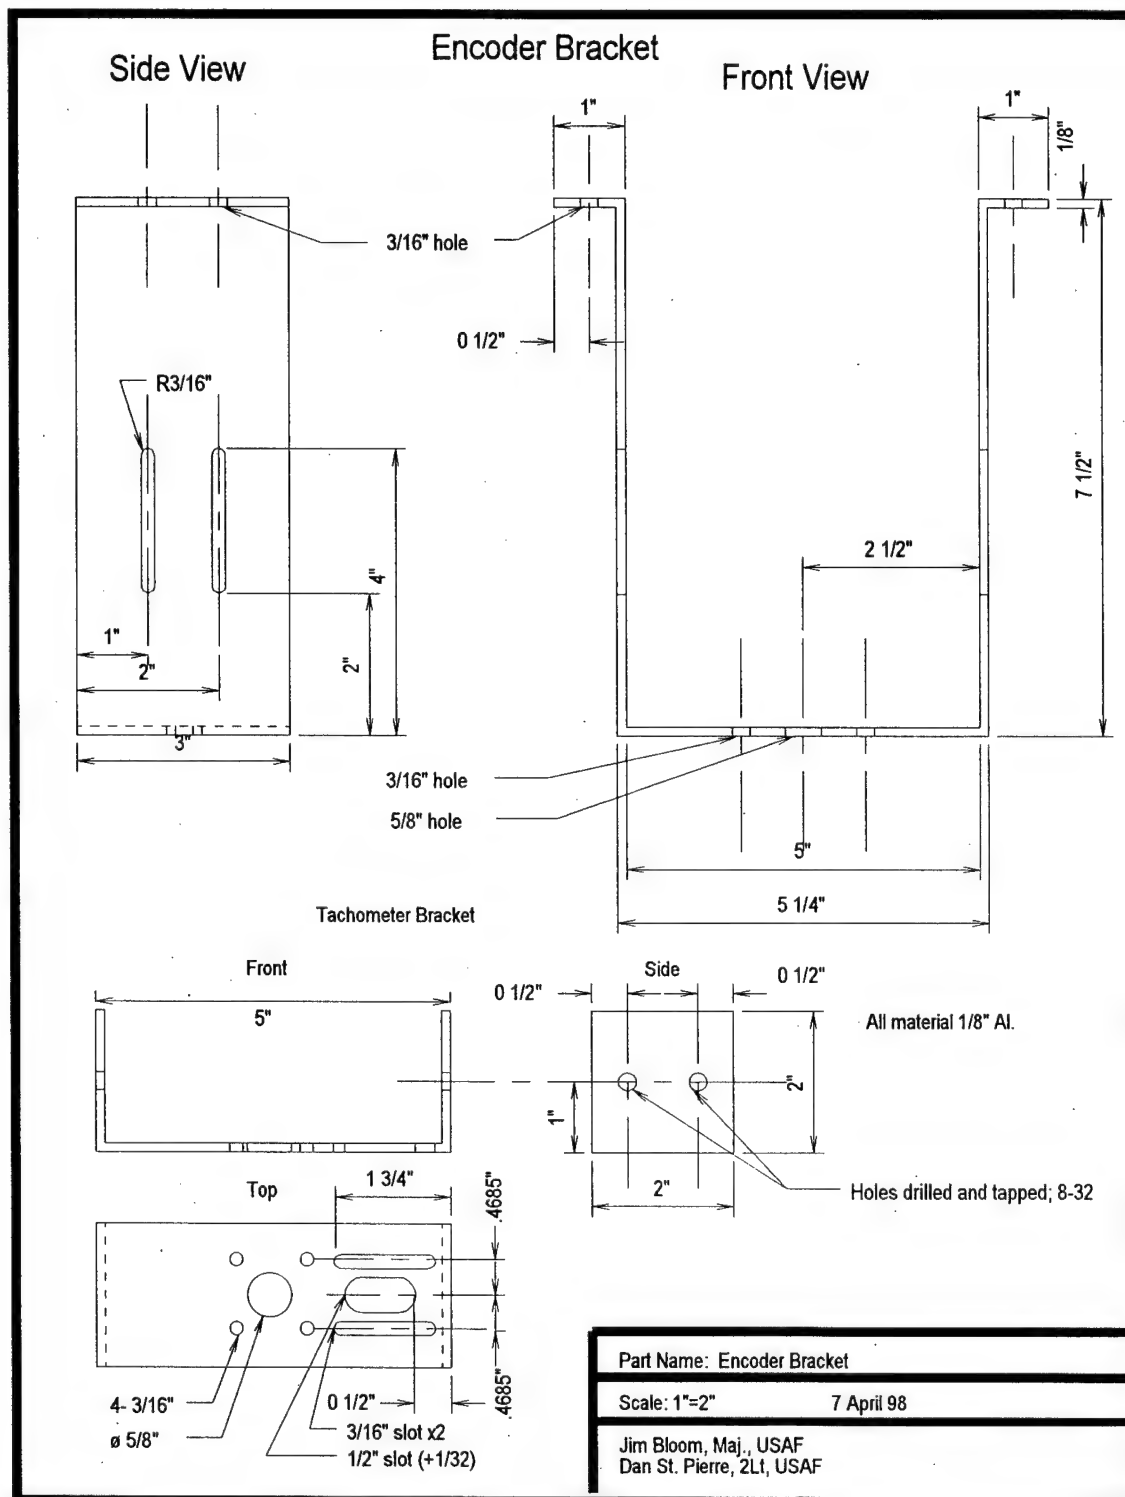 Encoder Bracket
Side View
Front View
1"
1"
1/8"
3/16" hole
0 1/2"
R3/16"
7 1/2"
2 1/2"
4"
1"
2"
2"
3"
3/16" hole
5/8" hole
5"
5 1/4"
Tachometer Bracket
Front
Side
0 1/2"
0 1/2"
5"
All material 1/8" Al.
2"
1"
1 3/4"
2"
Holes drilled and tapped; 8-32
Top
.4685"
.4685"
4- 3/16"
0 1/2"
ø 5/8"
3/16" slot x2
1/2" slot (+1/32)
Part Name: Encoder Bracket
Scale: 1"=2" 7 April 98
Jim Bloom, Maj., USAF
Dan St. Pierre, 2Lt, USAF